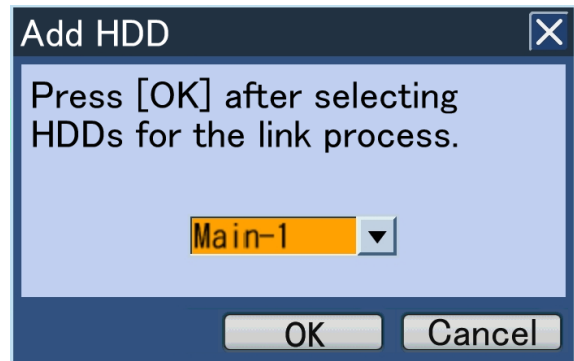 Add HDD
Press [OK] after selecting
HDDs for the link process.
Main-1
OK
Cancel